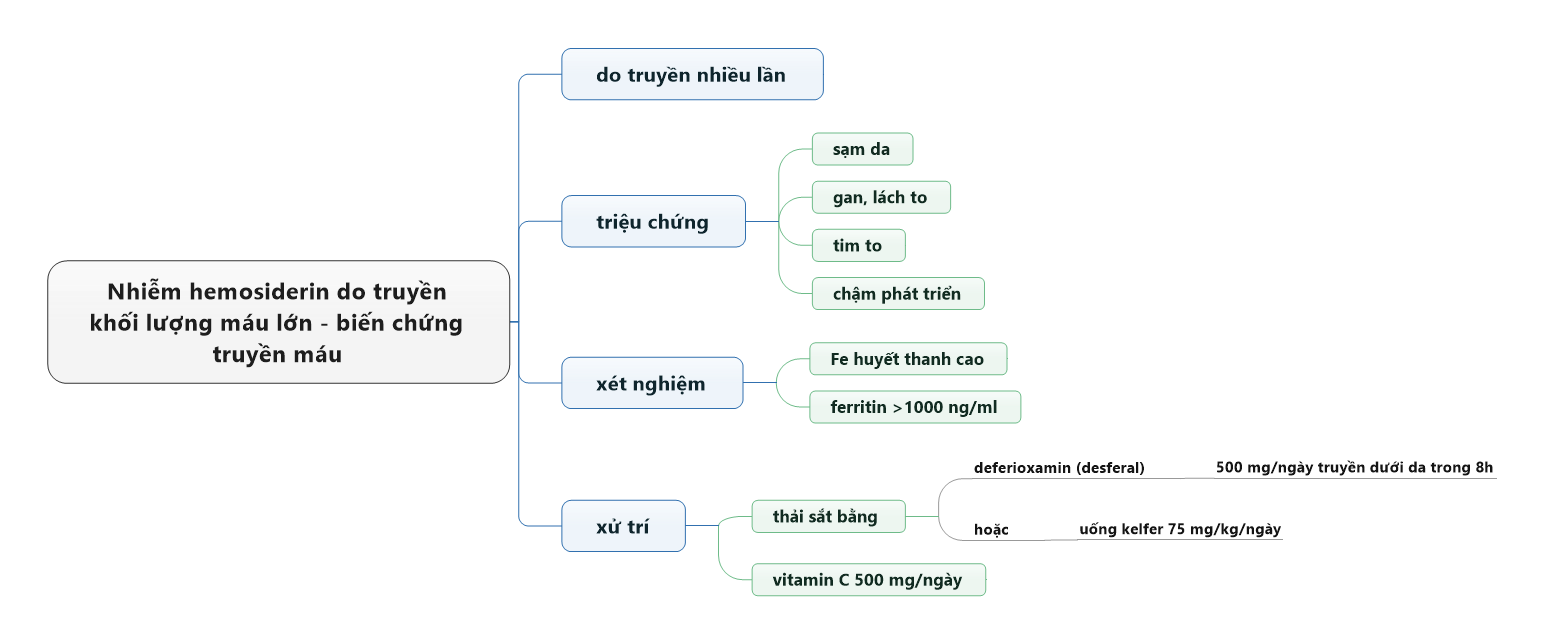 Nhiễm hemosiderin do truyền
khối lượng máu lớn - biến chứng
truyền máu
do truyền nhiều lần
triệu chứng
sạm da
gan, lách to
tim to
chậm phát triển
xét nghiệm
Fe huyết thanh cao
ferritin >1000 ng/ml
xử trí
thải sắt bằng
deferioxamin (desferal)
500 mg/ngày truyền dưới da trong 8h
hoặc
uống kelfer 75 mg/kg/ngày
vitamin C 500 mg/ngày